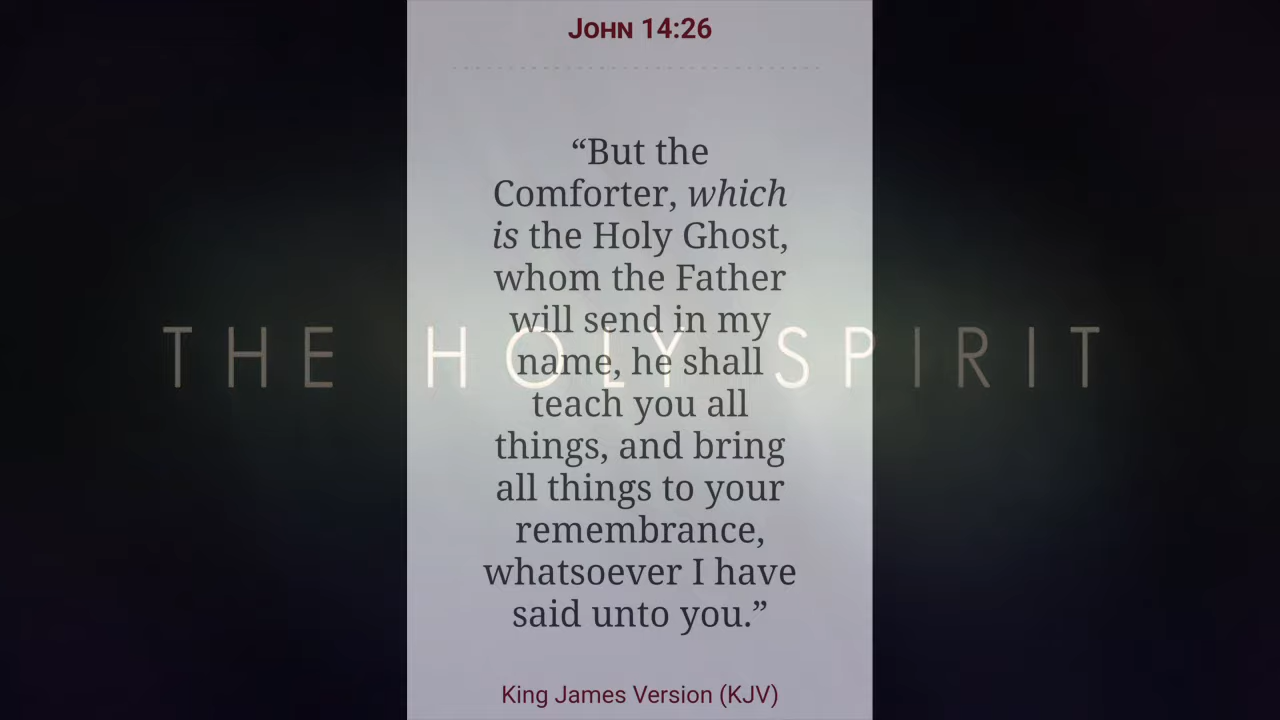 JOHN 14:26
“But the
Comforter, which
is the Holy Ghost,
whom the Father
will send in my
name, he shall
teach you all
things, and bring
all things to your
remembrance,
whatsoever I have
said unto you.”
King James Version (KJV)
THE HOLY SPIRIT